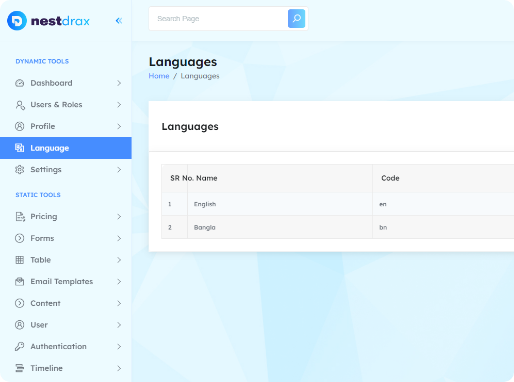 nestdrax
DYNAMIC TOOLS
Dashboard
Users & Roles
Profile
Language
Settings
STATIC TOOLS
Pricing
Forms
Table
Email Templates
Content
User
Authentication
Timeline
Search Page
Languages
Home / Languages
Languages
SR No. Name Code
1 English en
2 Bangla bn